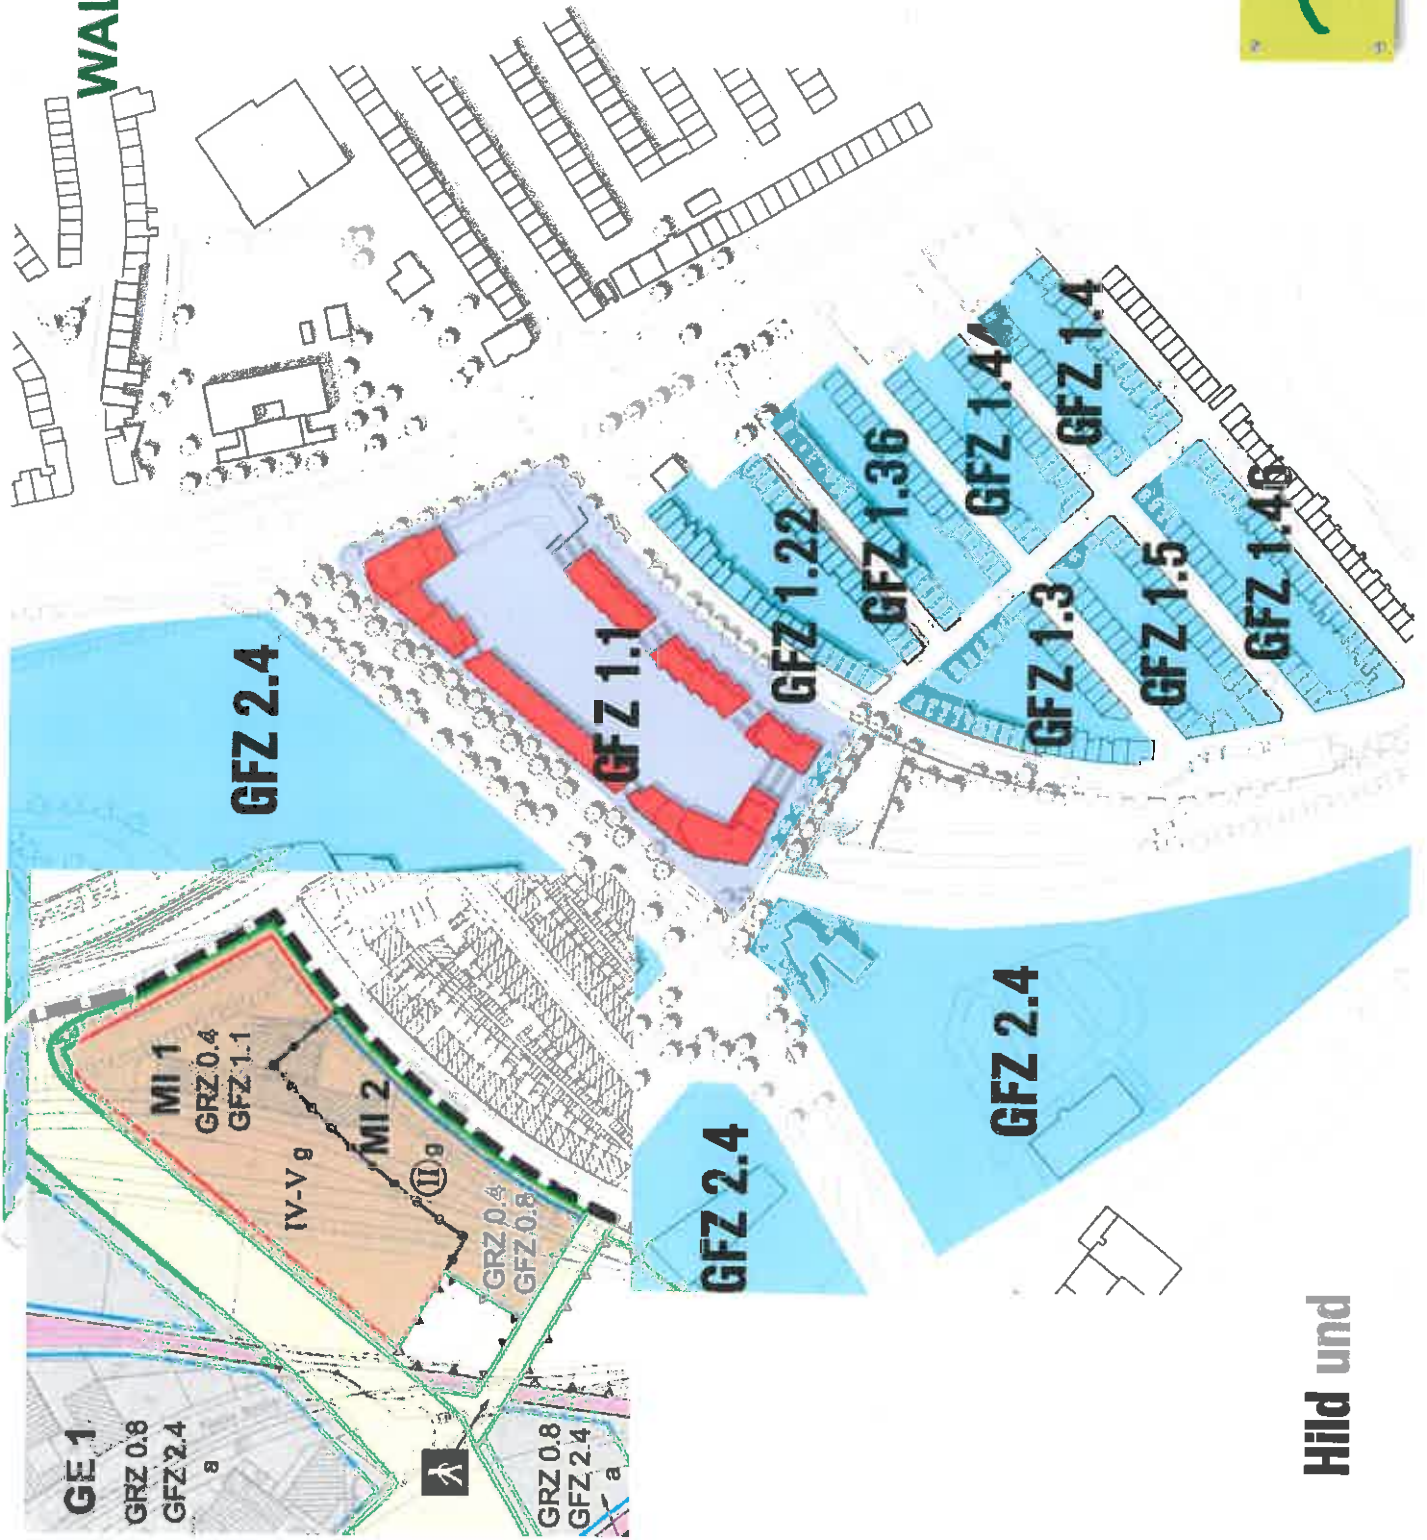 WAL
GFZ 2.4
GFZ 1.1
GFZ 1.22
GFZ 1.36
GFZ 1.44
GFZ 1.4
GFZ 1.3
GFZ 1.5
GFZ 1.46
GFZ 2.4
GFZ 2.4
MI 1
GRZ 0.4
GFZ 1.1
IV-V g
MI 2
II g
GRZ 0.4
GFZ 0.8
GE 1
GRZ 0.8
GFZ 2.4
a
GRZ 0.8
GFZ 2.4
a
Hild und